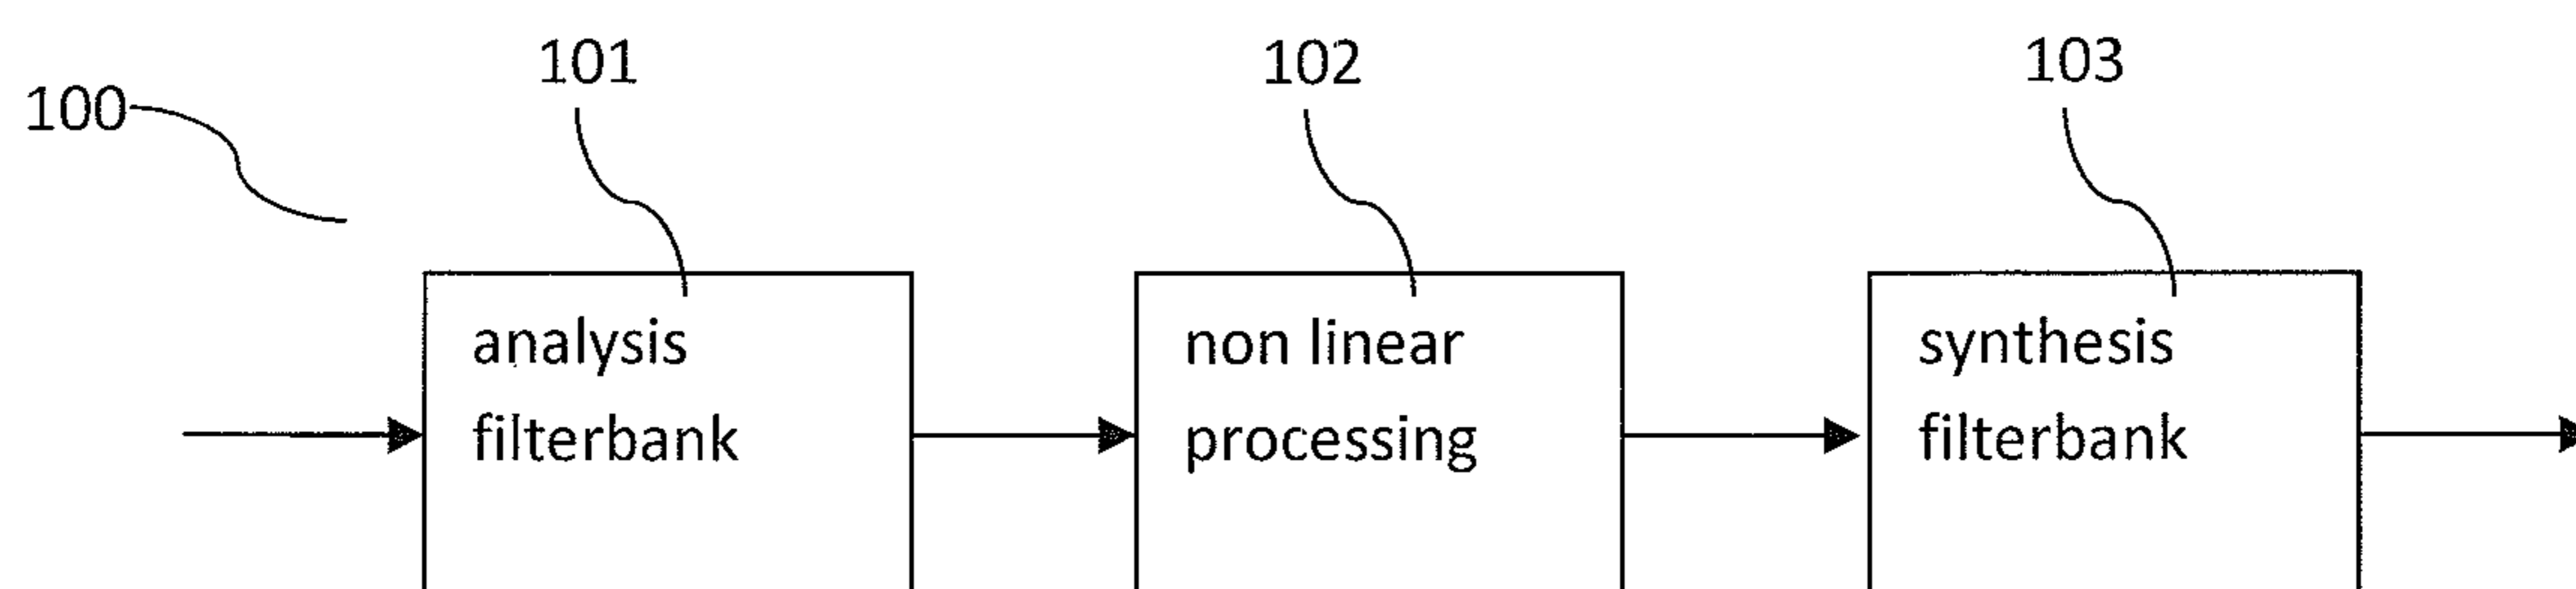 100
101
102
103
analysis
filterbank
non linear
processing
synthesis
filterbank